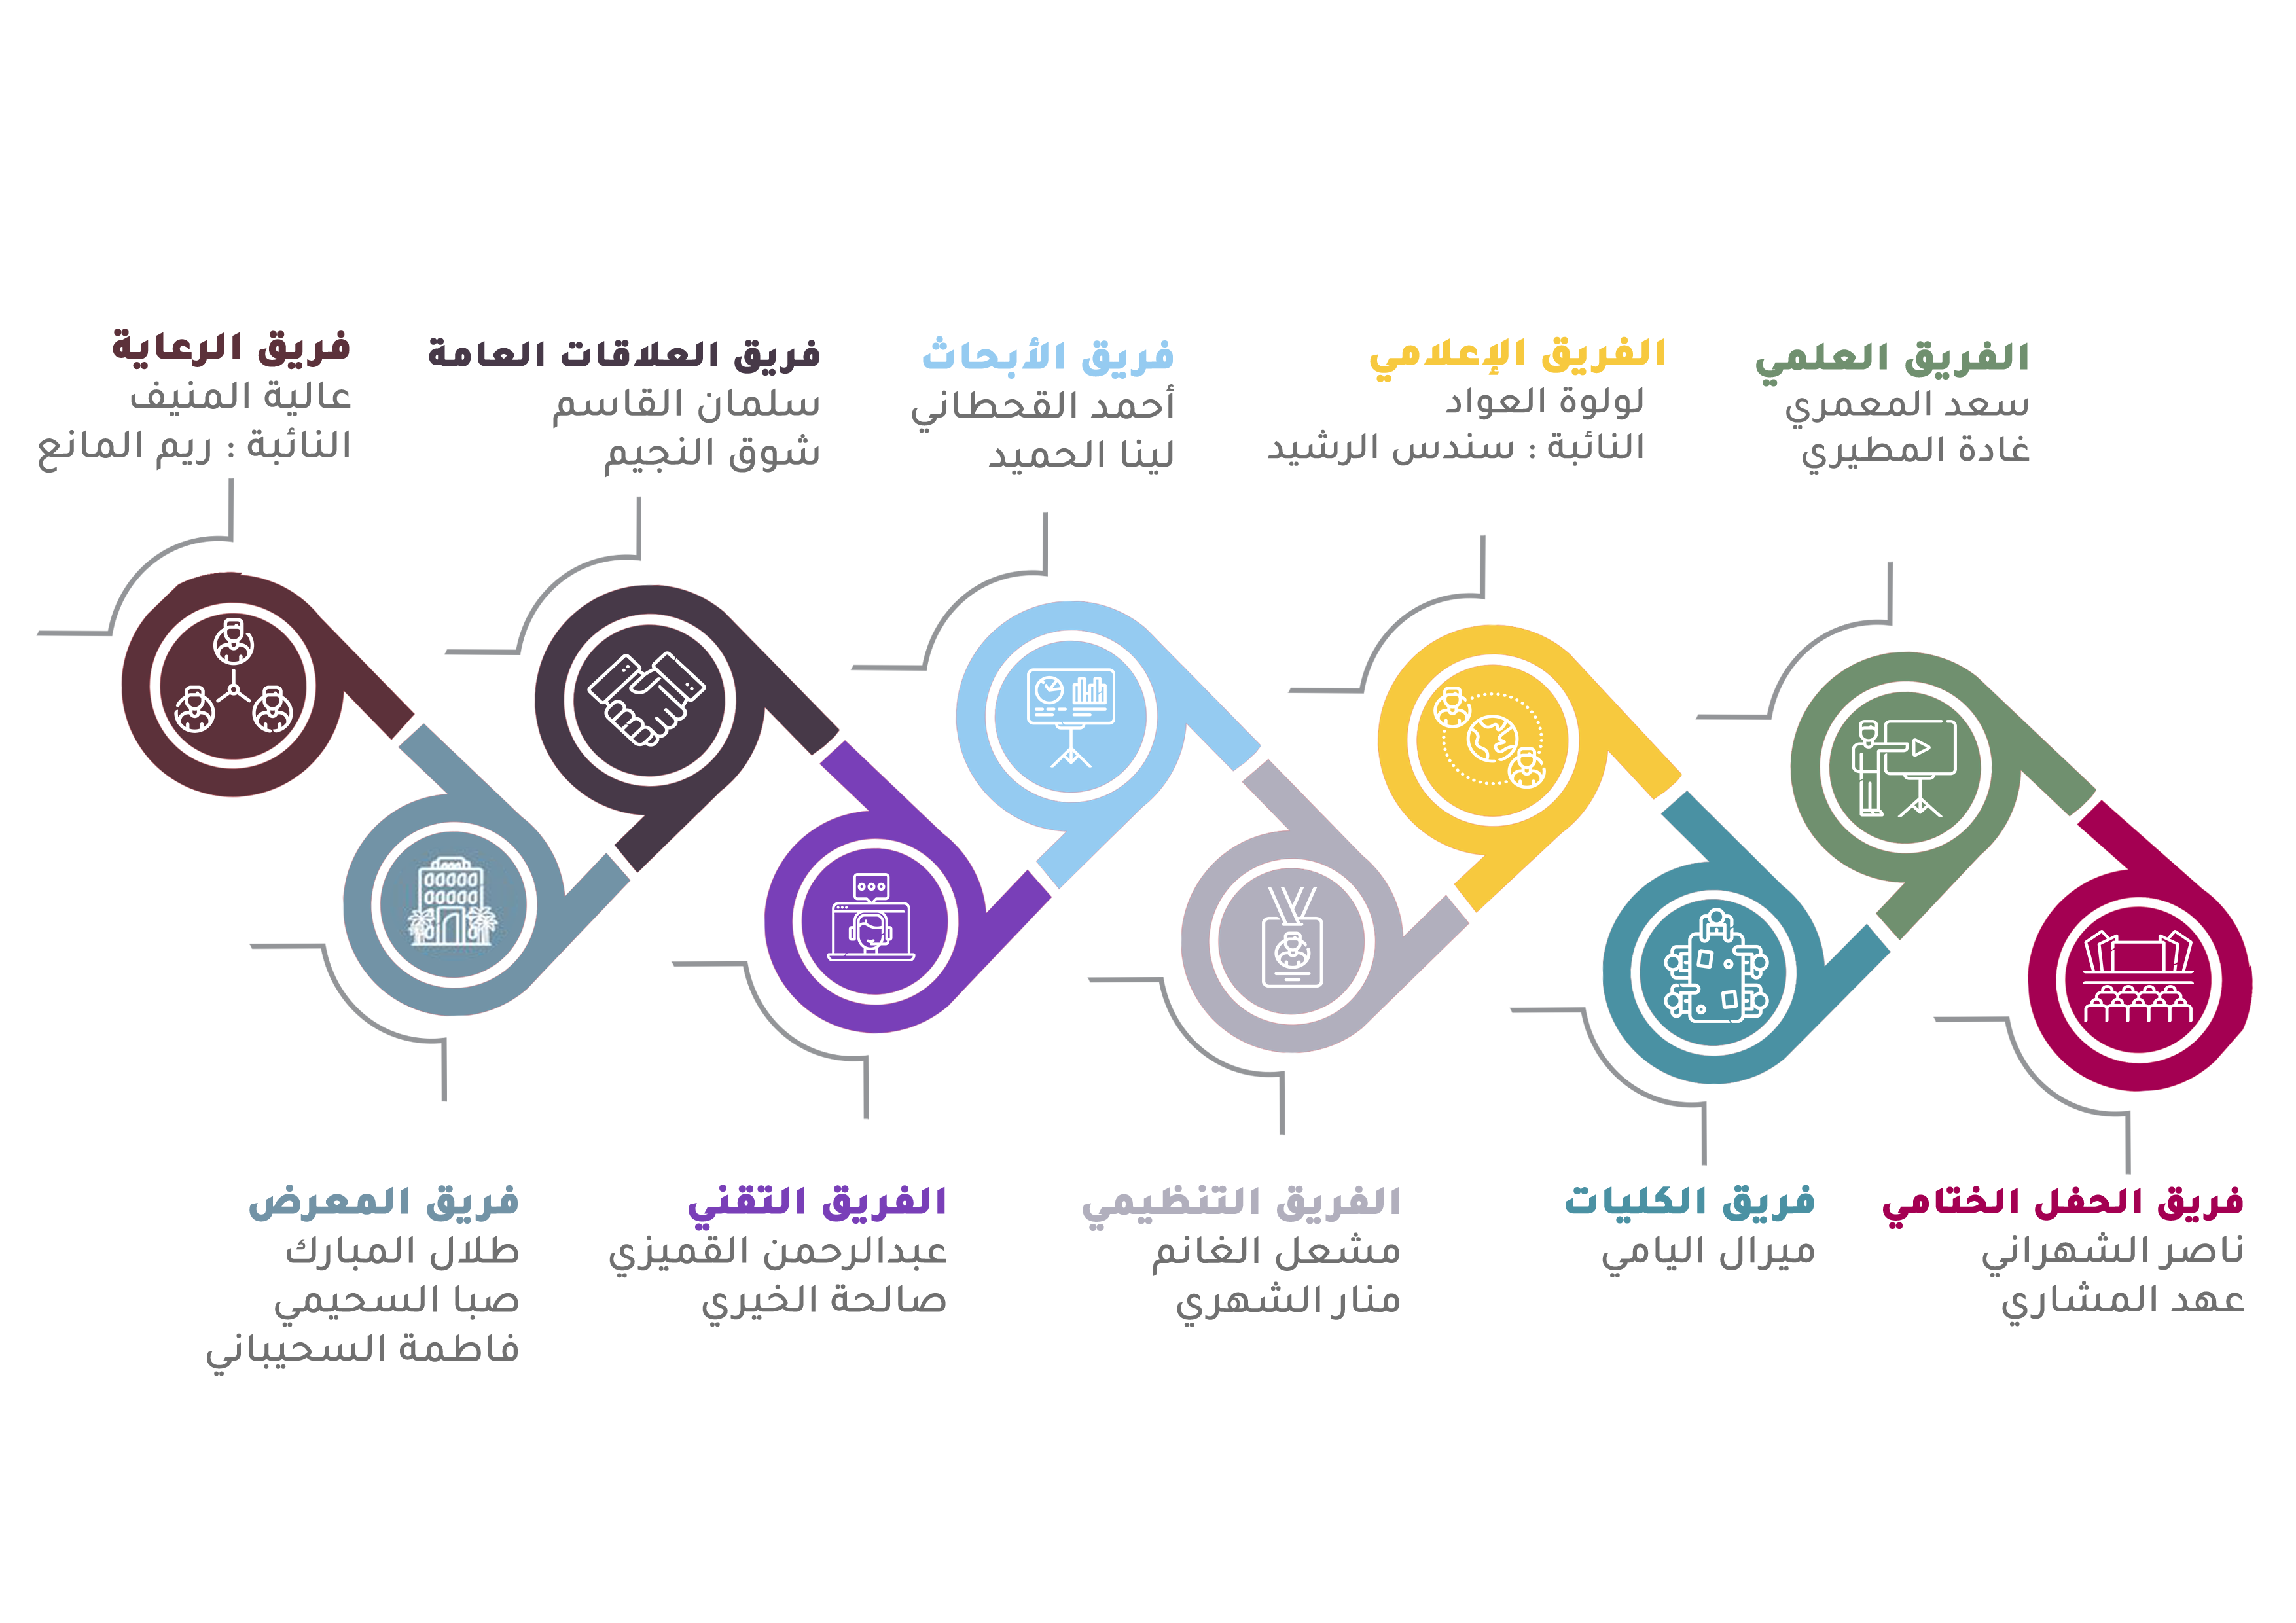 الفريق العلمي
سعد المعمري
غادة المطيري
الفريق الإعلامي
لولوة العواد
النائبة : سندس الرشيد
فريق الأبحاث
أحمد القحطاني
لينا الحميد
فريق العلاقات العامة
سلمان القاسم
شوق النجيم
فريق الرعاية
عالية المنيف
النائبة : ريم المانع
فريق الحفل الختامي
ناصر الشهراني
عهد المشاري
فريق الكليات
ميرال اليامي
الفريق التنظيمي
مشعل الغانم
منار الشهري
الفريق التقني
عبدالرحمن القميزي
صالحة الخيري
فريق المعرض
طلال المبارك
صبا السحيمي
فاطمة السحيباني